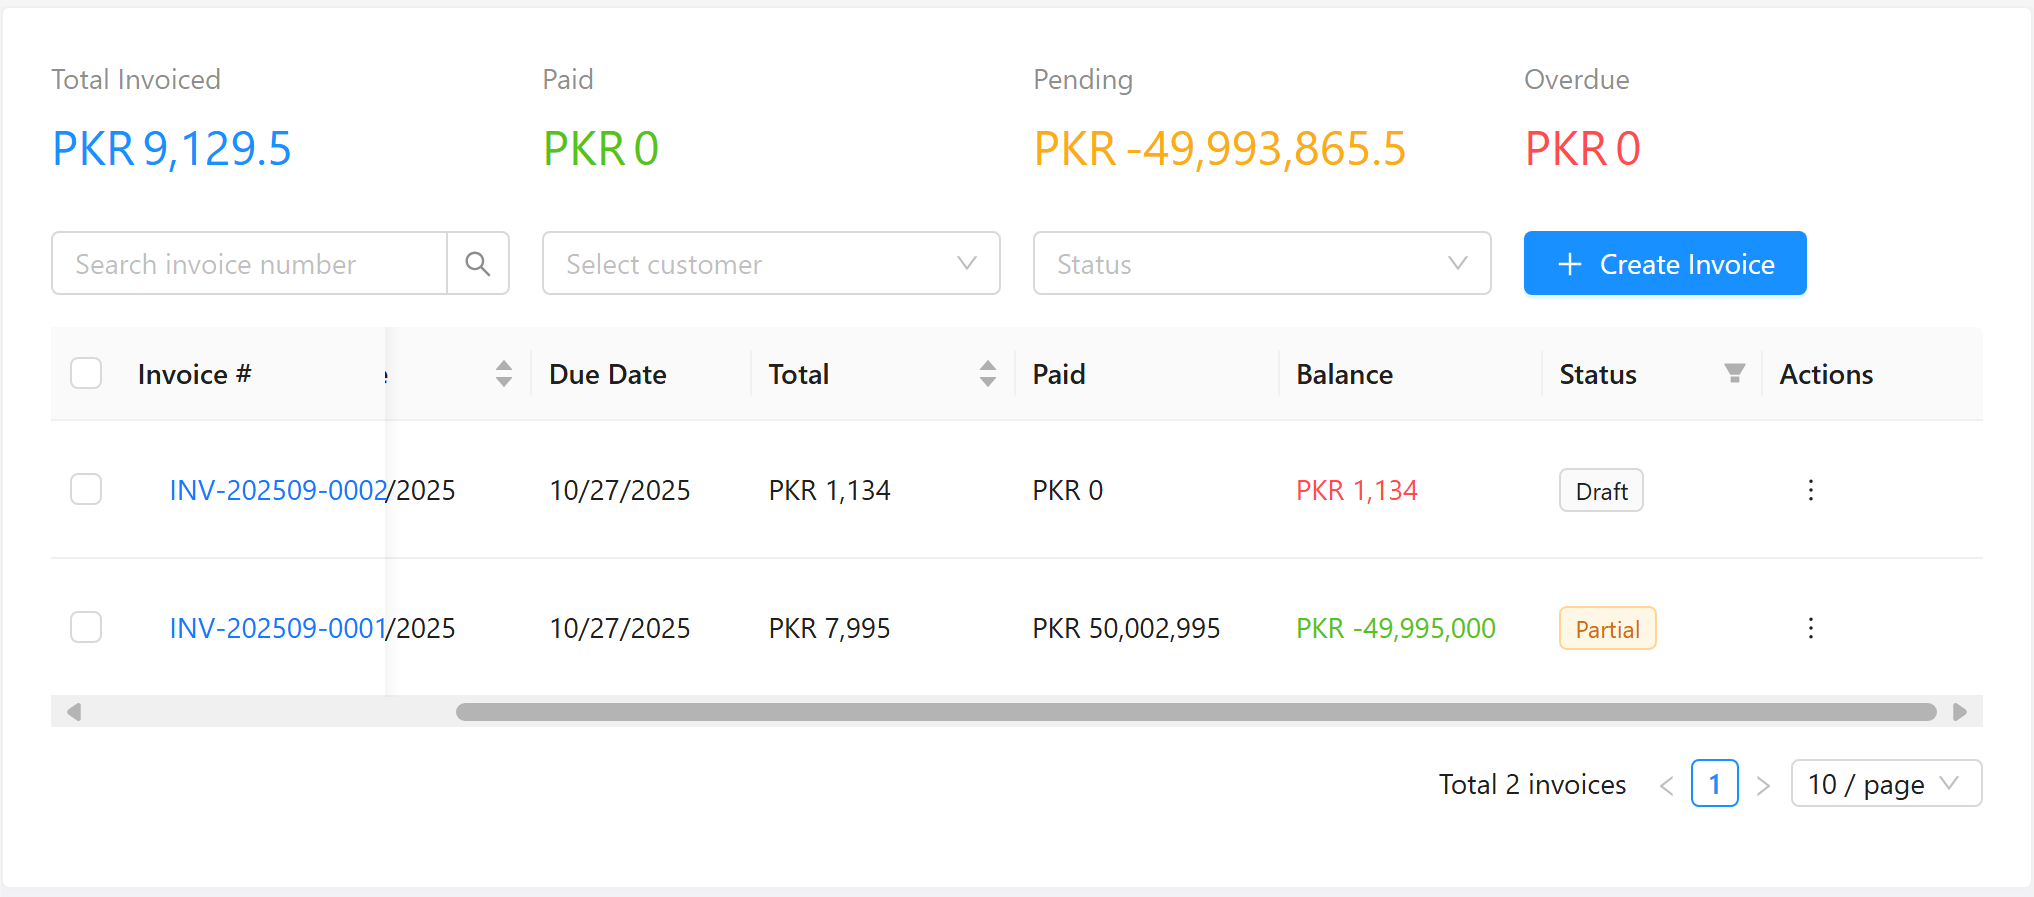 Total Invoiced Paid Pending Overdue
PKR 9,129.5 PKR 0 PKR -49,993,865.5 PKR 0
Search invoice number Select customer Status + Create Invoice
Invoice # Due Date Total Paid Balance Status Actions
INV-202509-0002 /2025 10/27/2025 PKR 1,134 PKR 0 PKR 1,134 Draft
INV-202509-0001 /2025 10/27/2025 PKR 7,995 PKR 50,002,995 PKR -49,995,000 Partial
Total 2 invoices < 1 > 10 / page